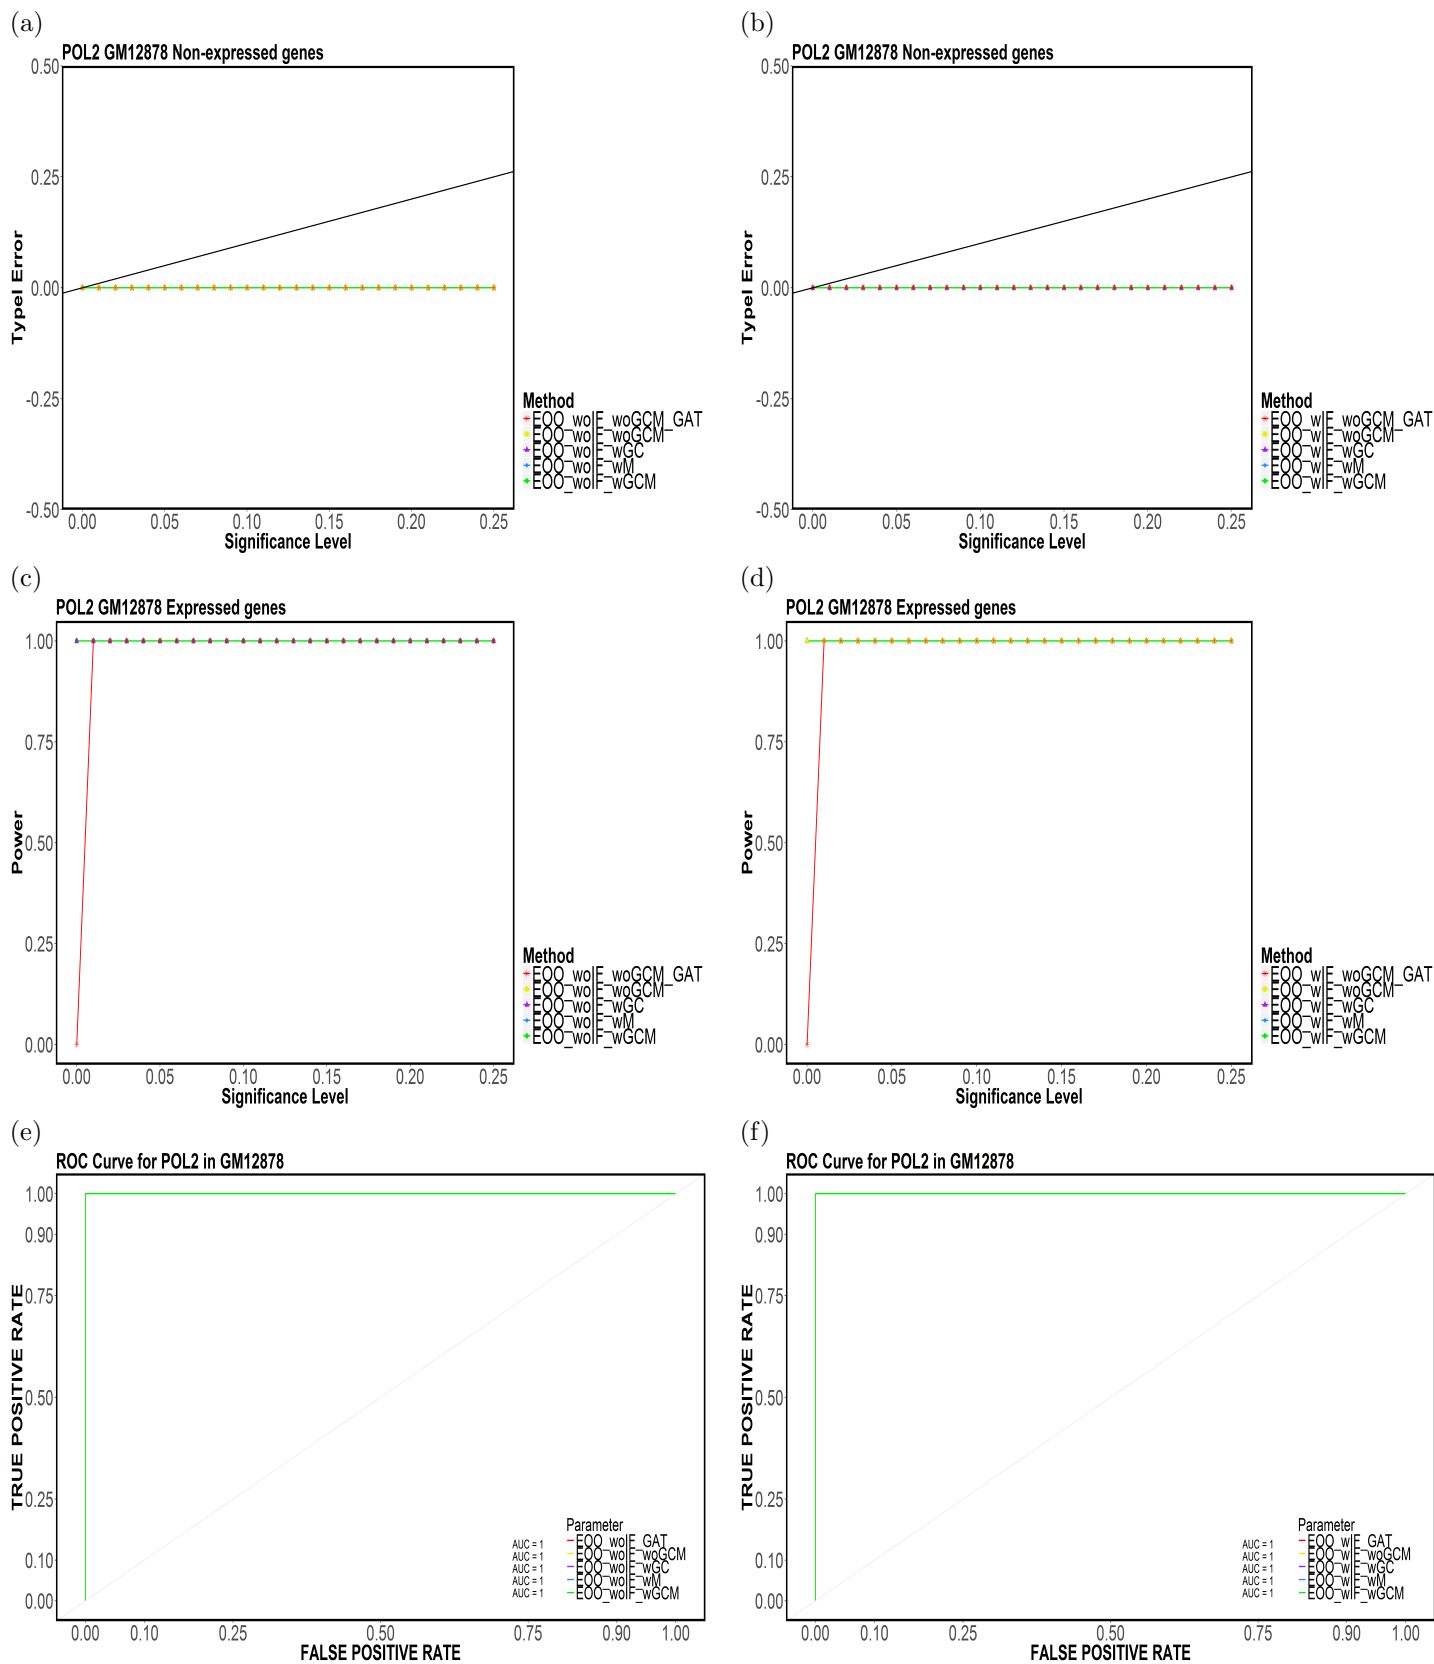 (a)
POL2 GM12878 Non-expressed genes
0.50
0.25
0.00
-0.25
-0.50
TypeI Error
0.00 0.05 0.10 0.15 0.20 0.25
Significance Level
Method
EOO_woIF_woGCM_GAT
EOO_woIF_woGCM
EOO_woIF_wGC
EOO_woIF_wM
EOO_woIF_wGCM
(b)
POL2 GM12878 Non-expressed genes
0.50
0.25
0.00
-0.25
-0.50
TypeI Error
0.00 0.05 0.10 0.15 0.20 0.25
Significance Level
Method
EOO_wIF_woGCM_GAT
EOO_wIF_woGCM
EOO_wIF_wGC
EOO_wIF_wM
EOO_wIF_wGCM
(c)
POL2 GM12878 Expressed genes
1.00
0.75
0.50
0.25
0.00
Power
0.00 0.05 0.10 0.15 0.20 0.25
Significance Level
Method
EOO_woIF_woGCM_GAT
EOO_woIF_woGCM
EOO_woIF_wGC
EOO_woIF_wM
EOO_woIF_wGCM
(d)
POL2 GM12878 Expressed genes
1.00
0.75
0.50
0.25
0.00
Power
0.00 0.05 0.10 0.15 0.20 0.25
Significance Level
Method
EOO_wIF_woGCM_GAT
EOO_wIF_woGCM
EOO_wIF_wGC
EOO_wIF_wM
EOO_wIF_wGCM
(e)
ROC Curve for POL2 in GM12878
1.00
0.90
0.75
0.50
0.25
0.10
0.00
TRUE POSITIVE RATE
0.00 0.10 0.25 0.50 0.75 0.90 1.00
FALSE POSITIVE RATE
Parameter
AUC = 1 EOO_woIF_GAT
AUC = 1 EOO_woIF_woGCM
AUC = 1 EOO_woIF_wGC
AUC = 1 EOO_woIF_wM
AUC = 1 EOO_woIF_wGCM
(f)
ROC Curve for POL2 in GM12878
1.00
0.90
0.75
0.50
0.25
0.10
0.00
TRUE POSITIVE RATE
0.00 0.10 0.25 0.50 0.75 0.90 1.00
FALSE POSITIVE RATE
Parameter
AUC = 1 EOO_wIF_GAT
AUC = 1 EOO_wIF_woGCM
AUC = 1 EOO_wIF_wGC
AUC = 1 EOO_wIF_wM
AUC = 1 EOO_wIF_wGCM